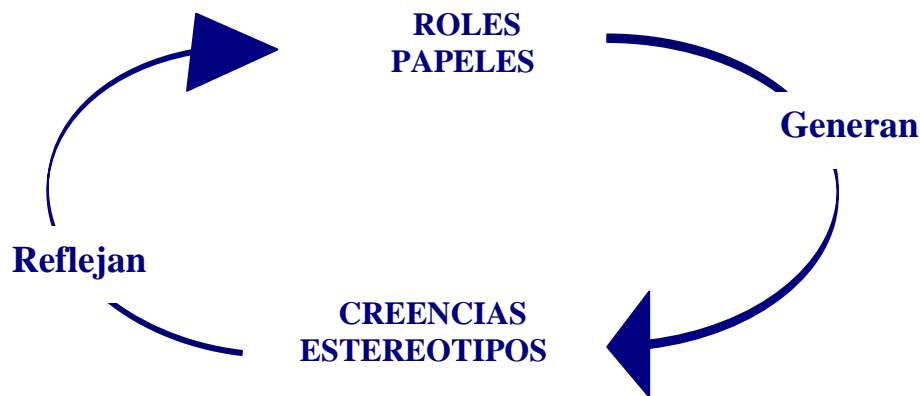 ROLES
PAPELES
Generan
Reflejan
CREENCIAS
ESTEREOTIPOS